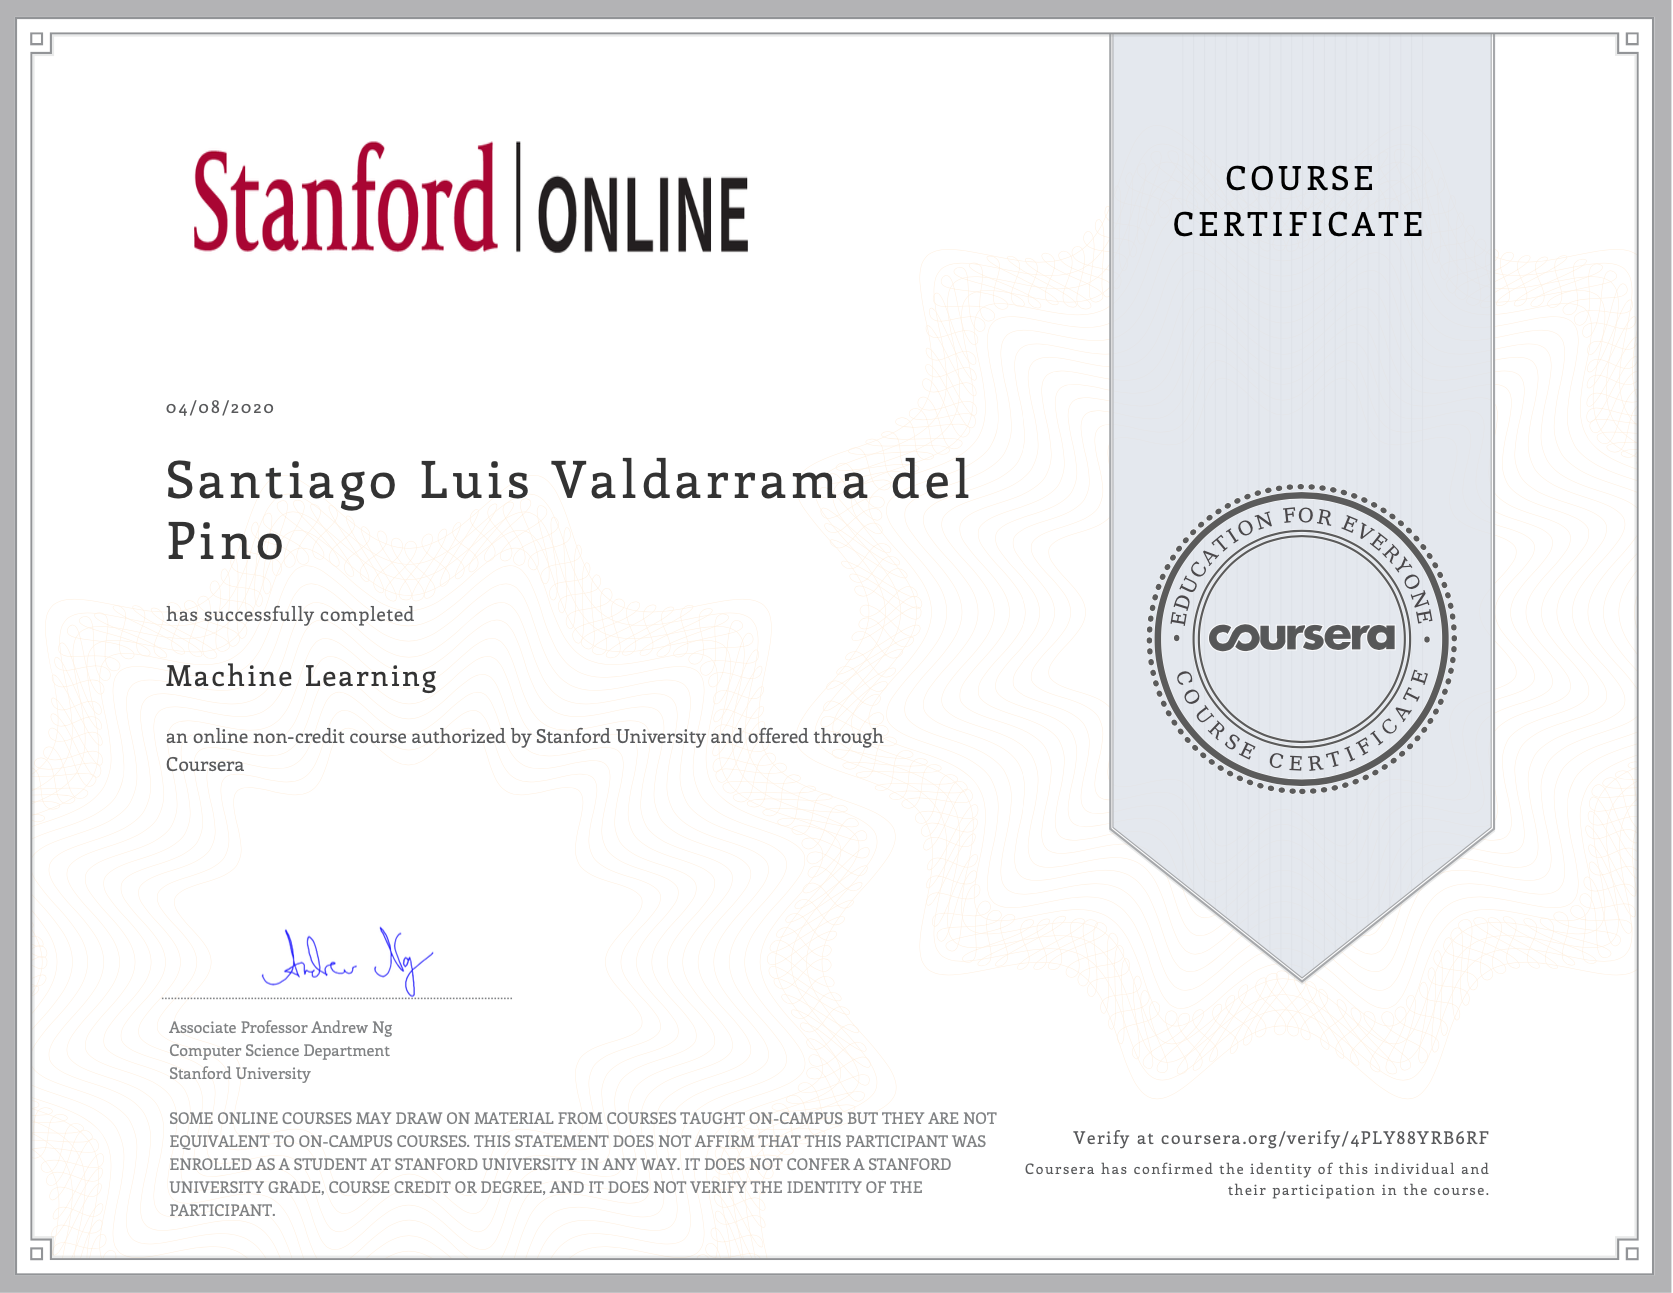 Stanford | ONLINE
COURSE
CERTIFICATE
04/08/2020
Santiago Luis Valdarrama del
Pino
has successfully completed
Machine Learning
an online non-credit course authorized by Stanford University and offered through
Coursera
EDUCATION FOR EVERYONE
coursera
COURSE CERTIFICATE
Andrew Ng
Associate Professor Andrew Ng
Computer Science Department
Stanford University
SOME ONLINE COURSES MAY DRAW ON MATERIAL FROM COURSES TAUGHT ON-CAMPUS BUT THEY ARE NOT
EQUIVALENT TO ON-CAMPUS COURSES. THIS STATEMENT DOES NOT AFFIRM THAT THIS PARTICIPANT WAS
ENROLLED AS A STUDENT AT STANFORD UNIVERSITY IN ANY WAY. IT DOES NOT CONFER A STANFORD
UNIVERSITY GRADE, COURSE CREDIT OR DEGREE, AND IT DOES NOT VERIFY THE IDENTITY OF THE
PARTICIPANT.
Verify at coursera.org/verify/4PLY88YRB6RF
Coursera has confirmed the identity of this individual and
their participation in the course.